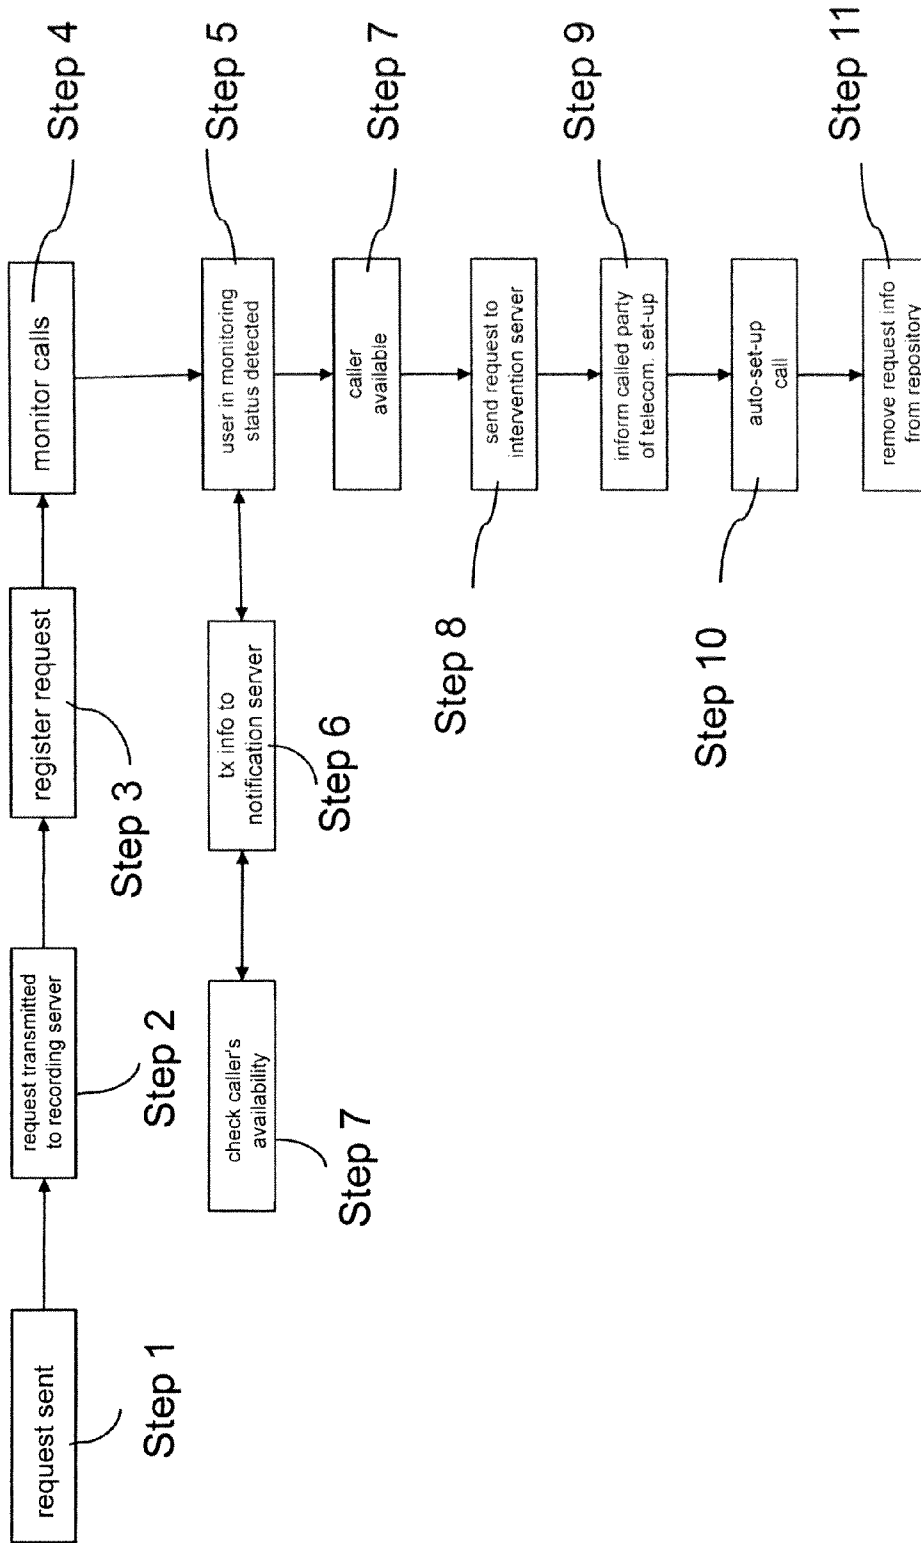 request sent
Step 1
request transmitted
to recording server
Step 2
register request
Step 3
monitor calls
Step 4
user in monitoring
status detected
Step 5
tx info to
notification server
Step 6
check caller's
availability
Step 7
caller
available
Step 7
send request to
intervention server
Step 8
inform called party
of telecom. set-up
Step 9
auto-set-up
call
Step 10
remove request info
from repository
Step 11